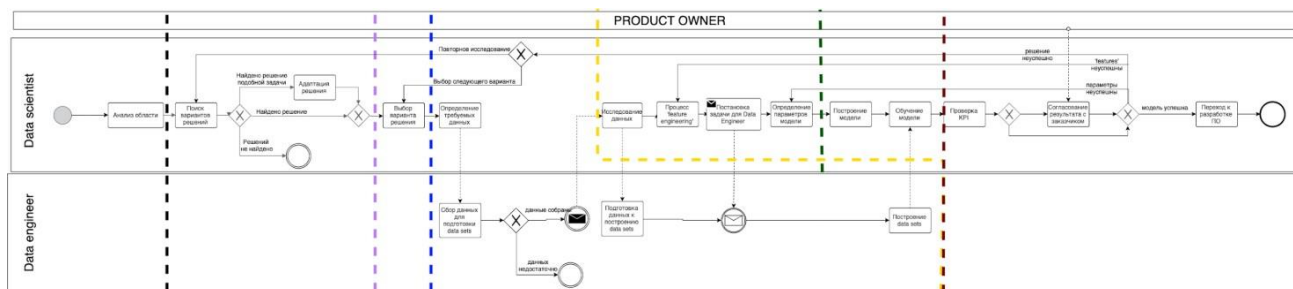 PRODUCT OWNER
Data scientist
Анализ области
Поиск
вариантов
решений
Найдено решение
подобной задачи
Адаптация
решения
Найдено решение
Решений
не найдено
Повторное исследование
Выбор следующего варианта
Выбор
варианта
решения
Определение
требуемых
данных
Исследование
данных
Процесс
'feature
engineering'
Постановка
задачи для Data
Engineer
Определение
параметров
модели
Построение
модели
Обучение
модели
Проверка
KPI
Согласование
результата с
заказчиком
решение
неуспешно
'features'
неуспешны
параметры
неуспешны
модель успешна
Перевод к
разработке
ПО
Data engineer
Сбор данных
для
подготовки
data sets
данные собраны
данных
недостаточно
Подготовка
данных к
построению
data sets
Построение
data sets